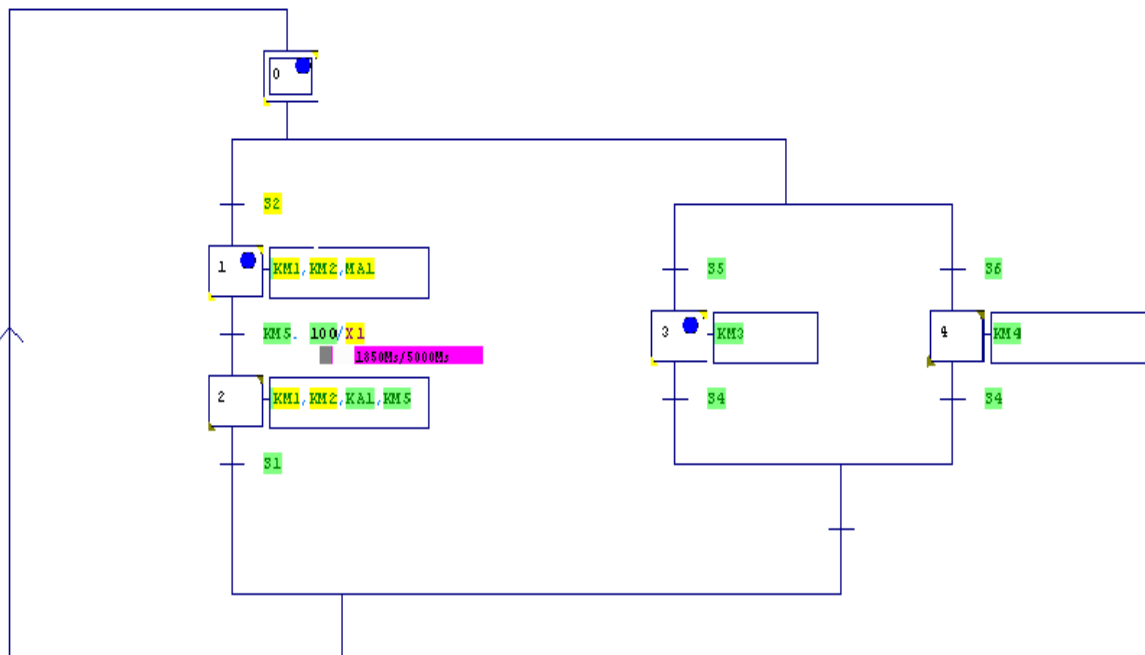 0
S2
1 KM1,KM2,MA1
S5
S6
KM5. 100/X1
3 KM3
4 KM4
1850Ms/5000Ms
2 KM1,KM2,KA1,KM5
S4
S4
S1